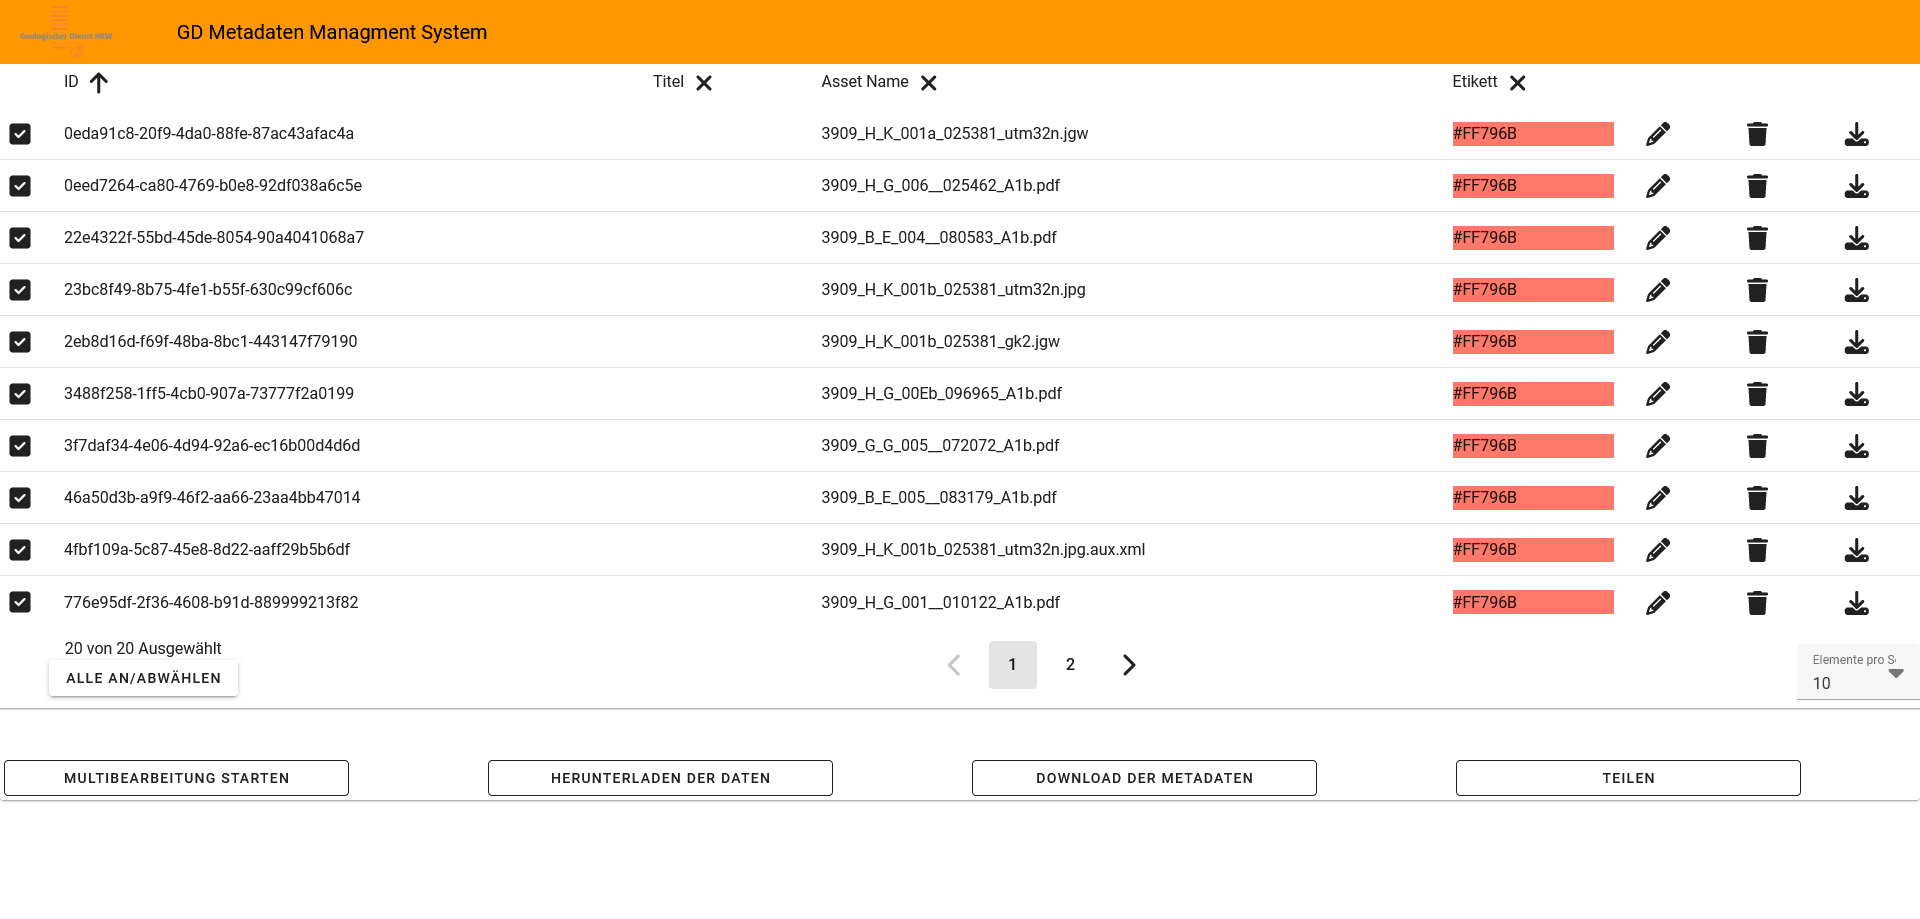 Geologischer Dienst NRW
GD Metadaten Managment System
ID Titel Asset Name Etikett
0eda91c8-20f9-4da0-88fe-87ac43afac4a 3909_H_K_001a_025381_utm32n.jgw #FF796B
0eed7264-ca80-4769-b0e8-92df038a6c5e 3909_H_G_006__025462_A1b.pdf #FF796B
22e4322f-55bd-45de-8054-90a4041068a7 3909_B_E_004__080583_A1b.pdf #FF796B
23bc8f49-8b75-4fe1-b55f-630c99cf606c 3909_H_K_001b_025381_utm32n.jpg #FF796B
2eb8d16d-f69f-48ba-8bc1-443147f79190 3909_H_K_001b_025381_gk2.jgw #FF796B
3488f258-1ff5-4cb0-907a-73777f2a0199 3909_H_G_00Eb_096965_A1b.pdf #FF796B
3f7daf34-4e06-4d94-92a6-ec16b00d4d6d 3909_G_G_005__072072_A1b.pdf #FF796B
46a50d3b-a9f9-46f2-aa66-23aa4bb47014 3909_B_E_005__083179_A1b.pdf #FF796B
4fbf109a-5c87-45e8-8d22-aaff29b5b6df 3909_H_K_001b_025381_utm32n.jpg.aux.xml #FF796B
776e95df-2f36-4608-b91d-889999213f82 3909_H_G_001__010122_A1b.pdf #FF796B
20 von 20 Ausgewählt
ALLE AN/ABWÄHLEN
1 2
Elemente pro S
10
MULTIBEARBEITUNG STARTEN HERUNTERLADEN DER DATEN DOWNLOAD DER METADATEN TEILEN